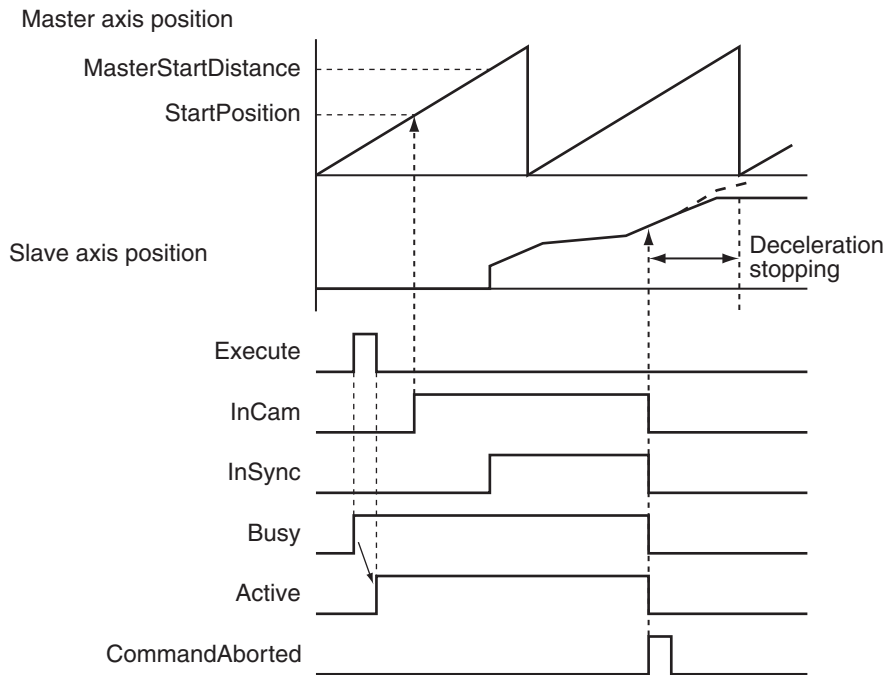 Master axis position
MasterStartDistance
StartPosition
Slave axis position
Deceleration
stopping
Execute
InCam
InSync
Busy
Active
CommandAborted